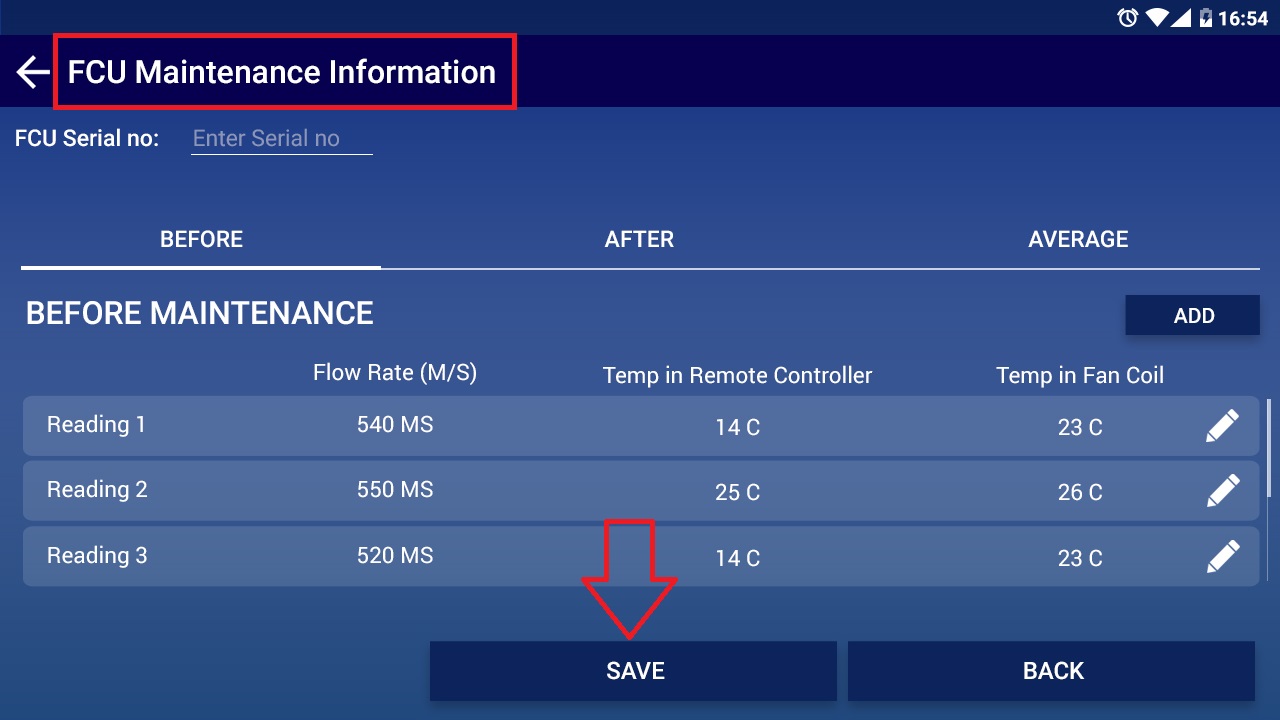 16:54
FCU Maintenance Information
FCU Serial no: Enter Serial no
BEFORE AFTER AVERAGE
BEFORE MAINTENANCE ADD
Flow Rate (M/S) Temp in Remote Controller Temp in Fan Coil
Reading 1 540 MS 14 C 23 C
Reading 2 550 MS 25 C 26 C
Reading 3 520 MS 14 C 23 C
SAVE BACK